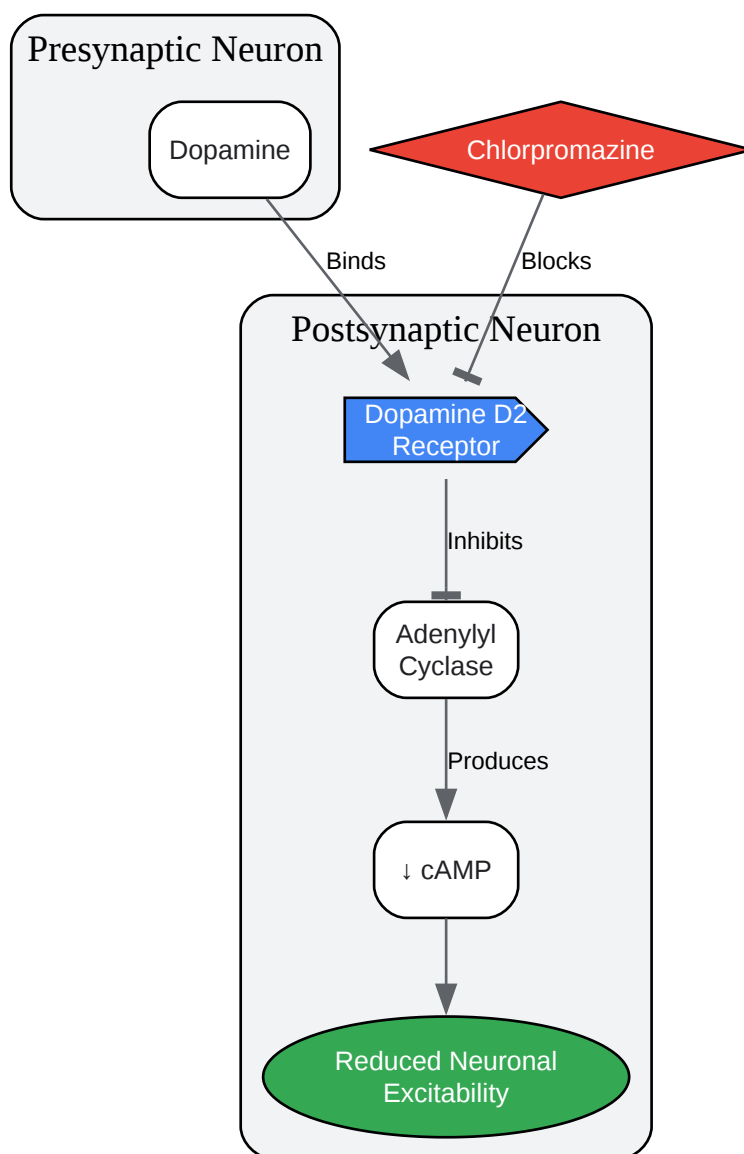 Presynaptic Neuron
Dopamine
Chlorpromazine
Binds
Blocks
Postsynaptic Neuron
Dopamine D2
Receptor
Inhibits
Adenylyl
Cyclase
Produces
↓ cAMP
Reduced Neuronal
Excitability